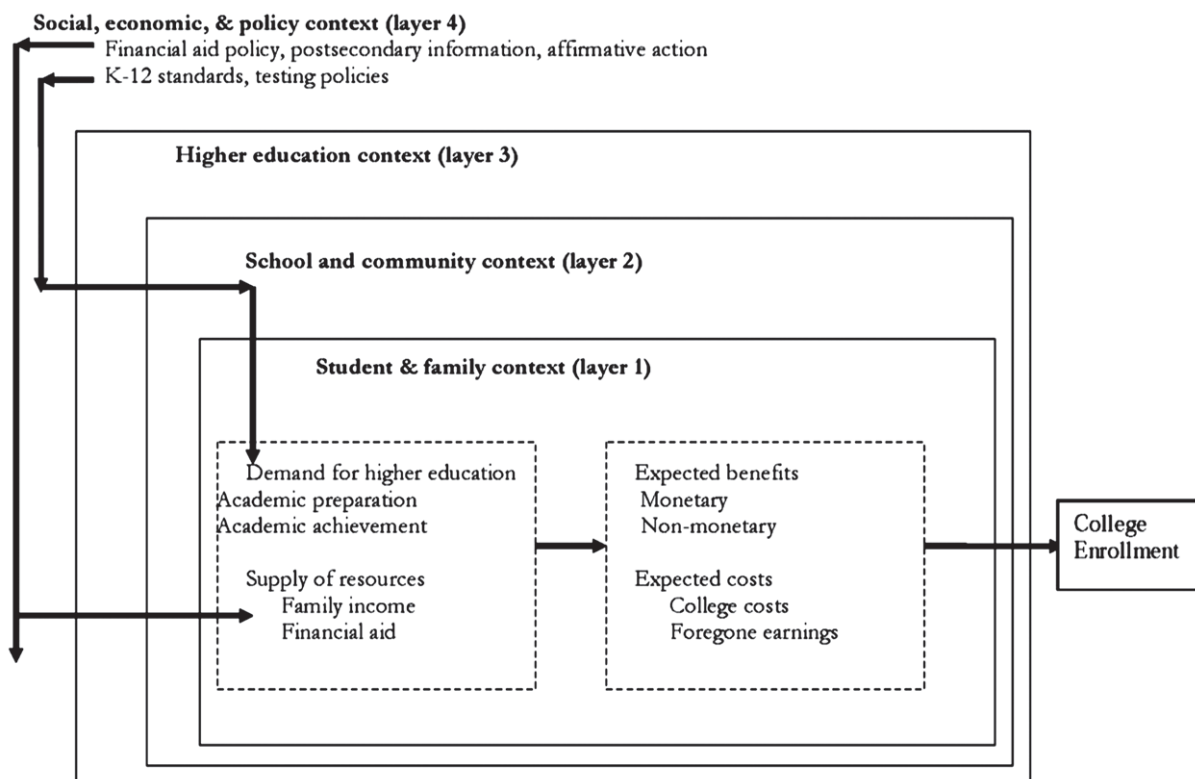 Social, economic, & policy context (layer 4)
Financial aid policy, postsecondary information, affirmative action
K-12 standards, testing policies
Higher education context (layer 3)
School and community context (layer 2)
Student & family context (layer 1)
Demand for higher education
Academic preparation
Academic achievement
Supply of resources
Family income
Financial aid
Expected benefits
Monetary
Non-monetary
Expected costs
College costs
Foregone earnings
College
Enrollment